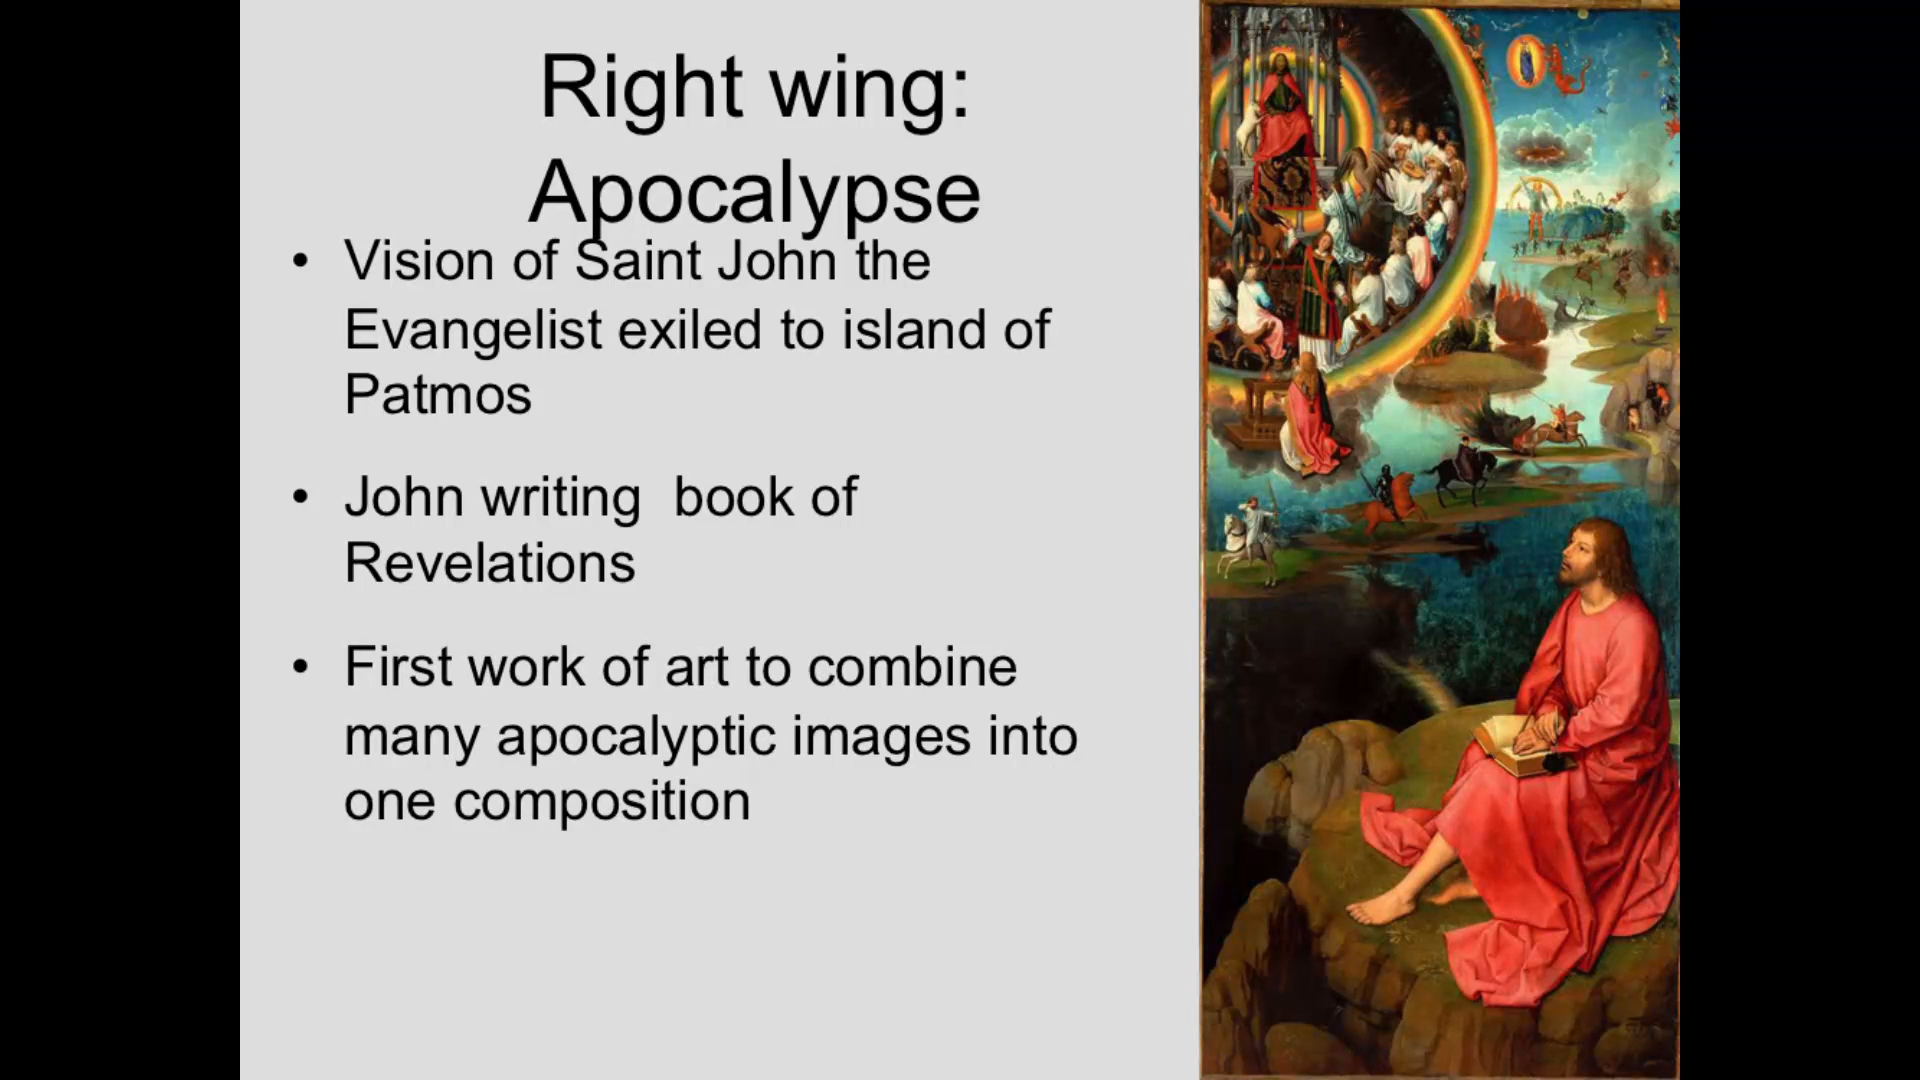 Right wing:
Apocalypse
• Vision of Saint John the
Evangelist exiled to island of
Patmos
• John writing  book of
Revelations
• First work of art to combine
many apocalyptic images into
one composition